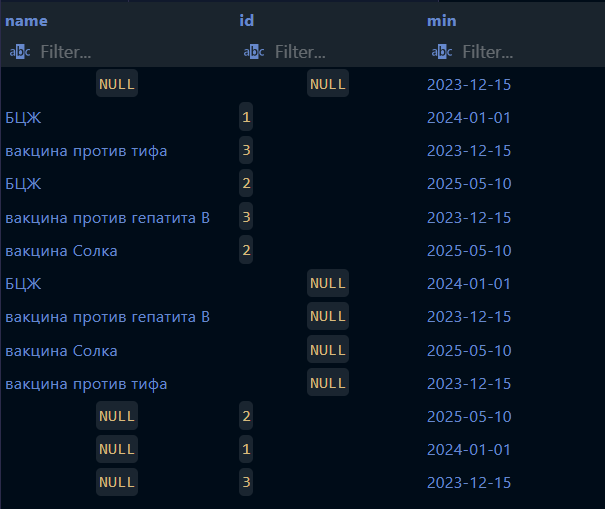 name id min
abc Filter... abc Filter... abc Filter...
NULL NULL 2023-12-15
БЦЖ 1 2024-01-01
вакцина против тифа 3 2023-12-15
БЦЖ 2 2025-05-10
вакцина против гепатита В 3 2023-12-15
вакцина Солка 2 2025-05-10
БЦЖ NULL 2024-01-01
вакцина против гепатита В NULL 2023-12-15
вакцина Солка NULL 2025-05-10
вакцина против тифа NULL 2023-12-15
NULL 2 2025-05-10
NULL 1 2024-01-01
NULL 3 2023-12-15